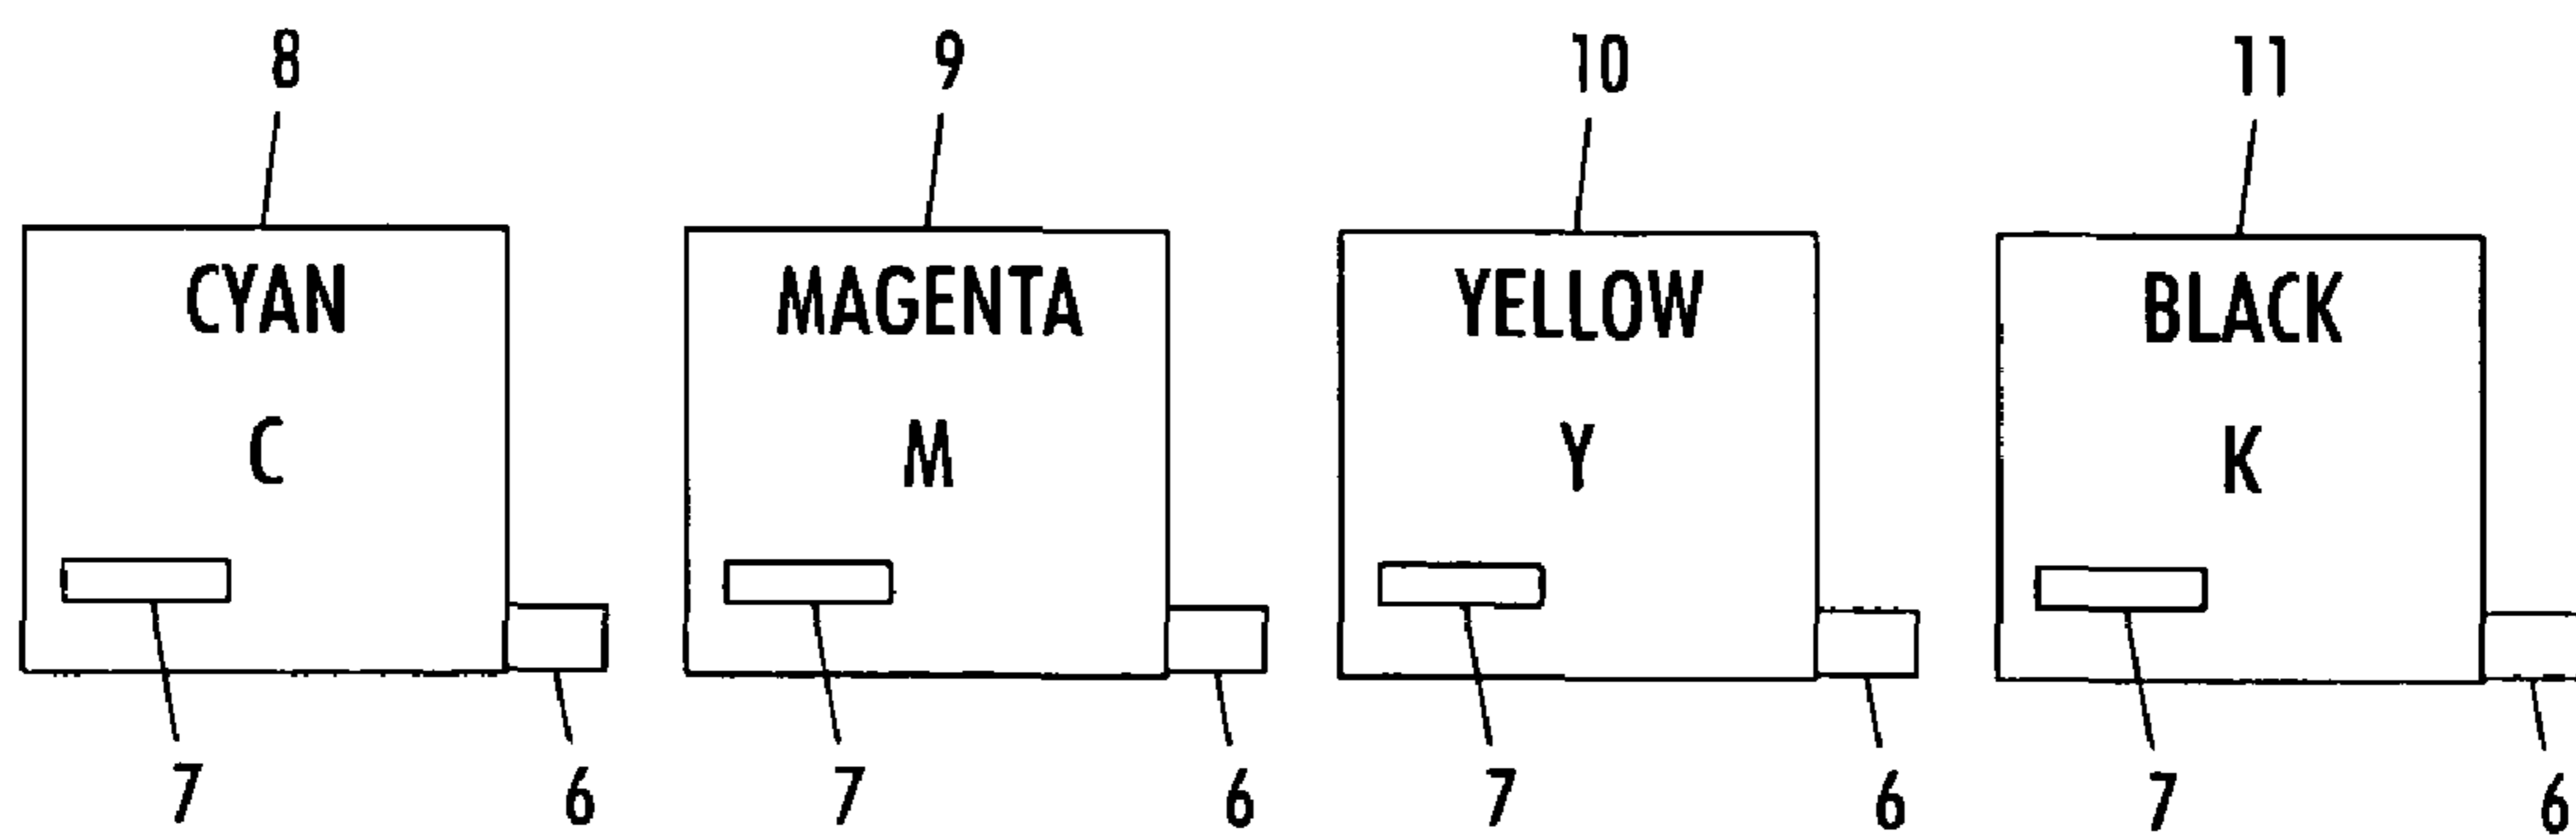 8 9 10 11
CYAN MAGENTA YELLOW BLACK
C M Y K
7 6 7 6 7 6 7 6